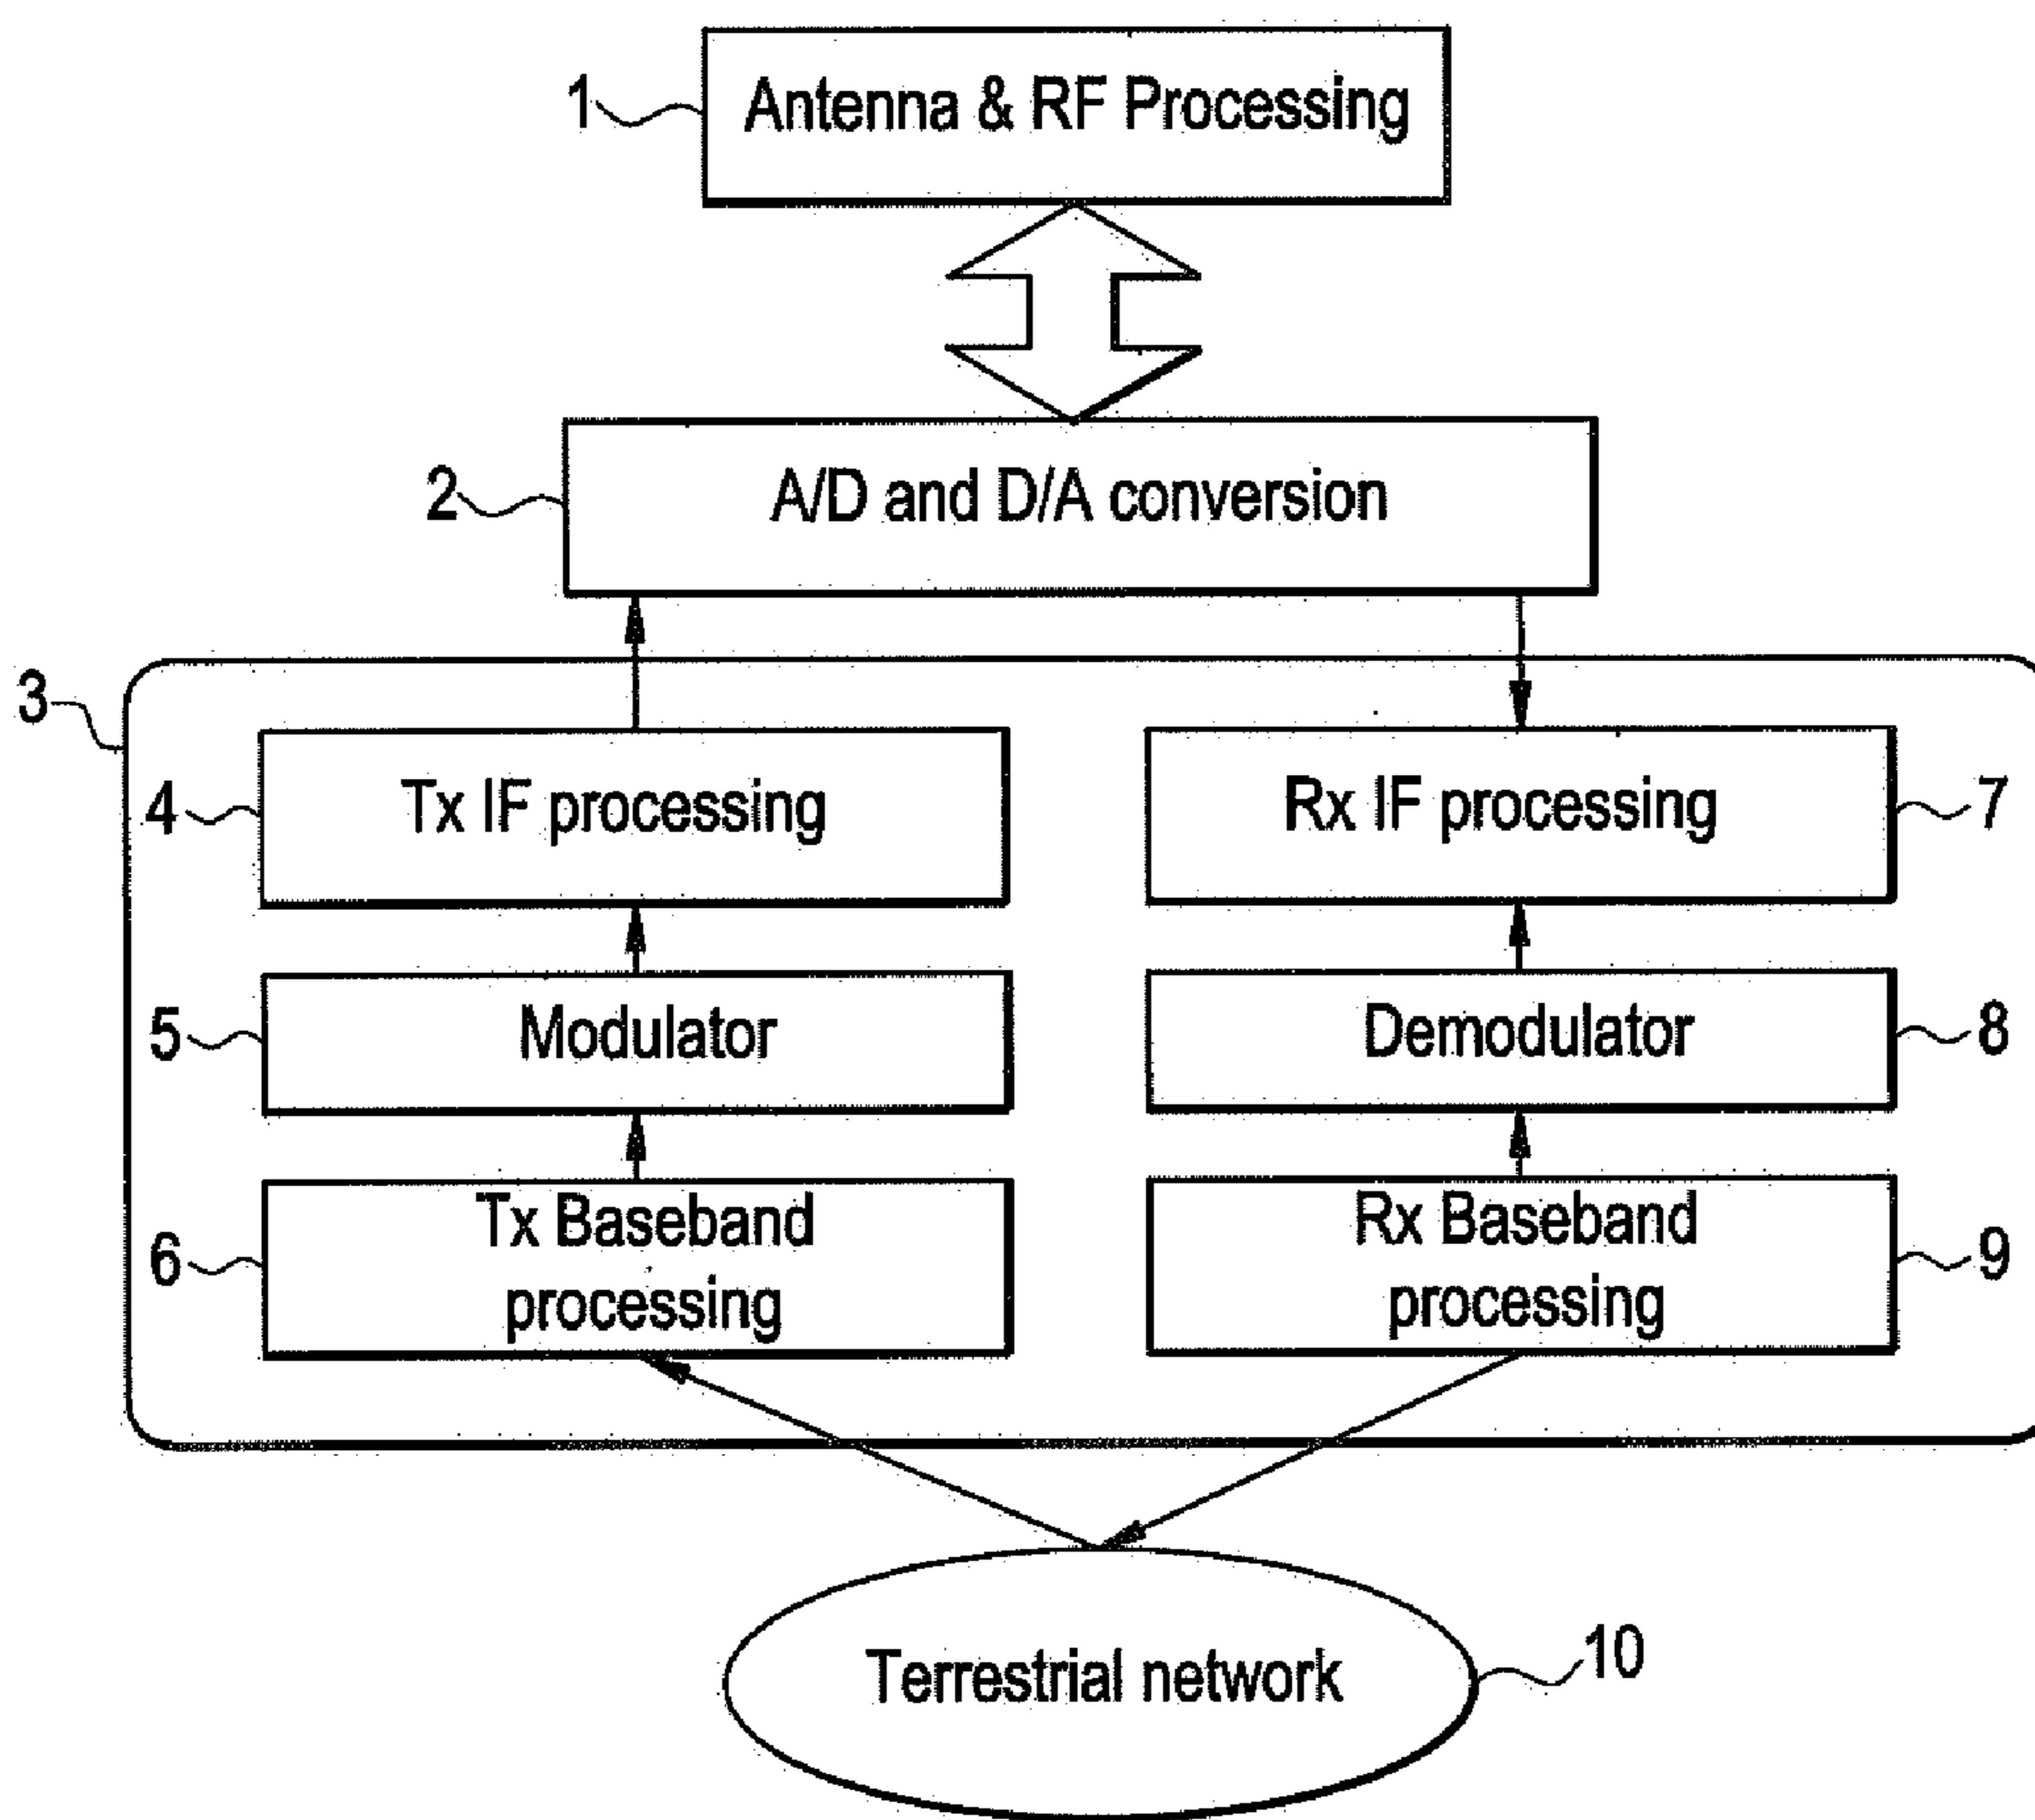 1
Antenna & RF Processing
2
A/D and D/A conversion
3
4
Tx IF processing
Rx IF processing
7
5
Modulator
Demodulator
8
6
Tx Baseband
processing
Rx Baseband
processing
9
Terrestrial network
10